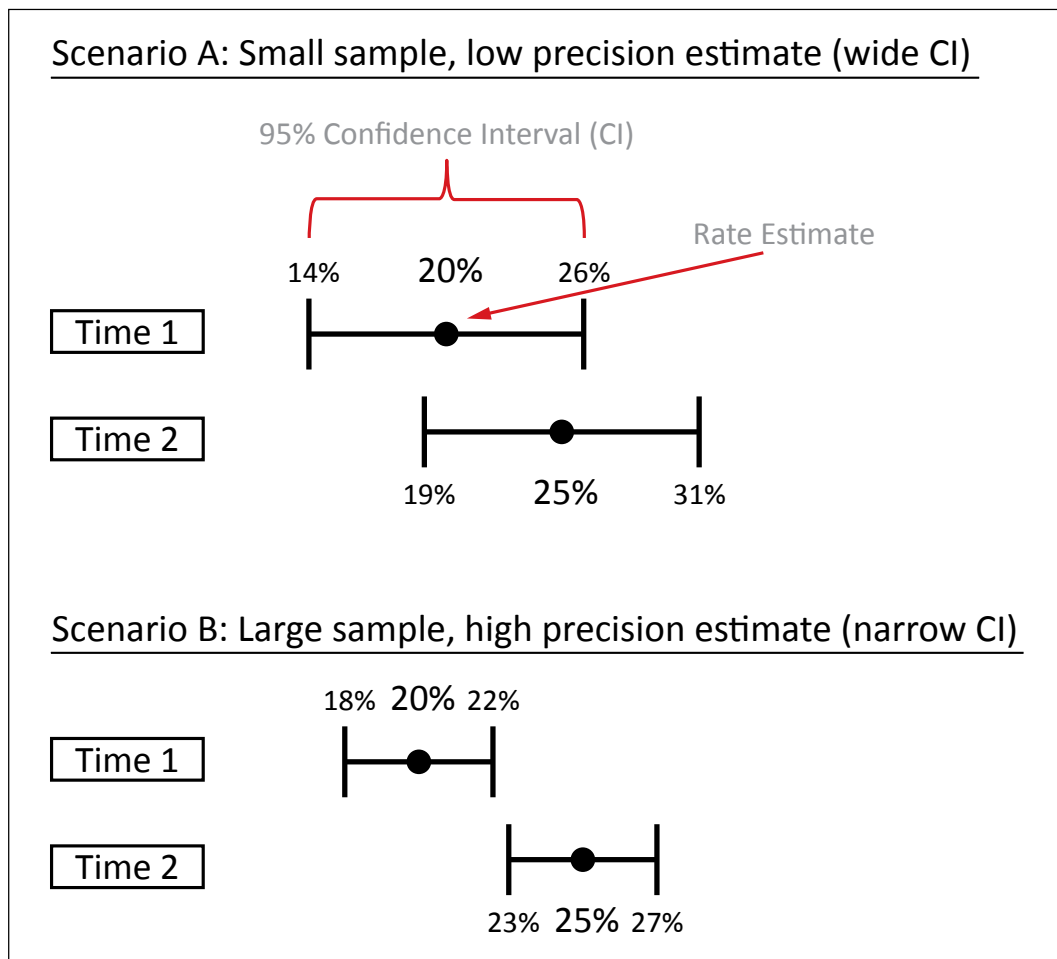 Scenario A: Small sample, low precision estimate (wide CI)
95% Confidence Interval (CI)
Rate Estimate
14% 20% 26%
Time 1
Time 2
19% 25% 31%
Scenario B: Large sample, high precision estimate (narrow CI)
18% 20% 22%
Time 1
Time 2
23% 25% 27%